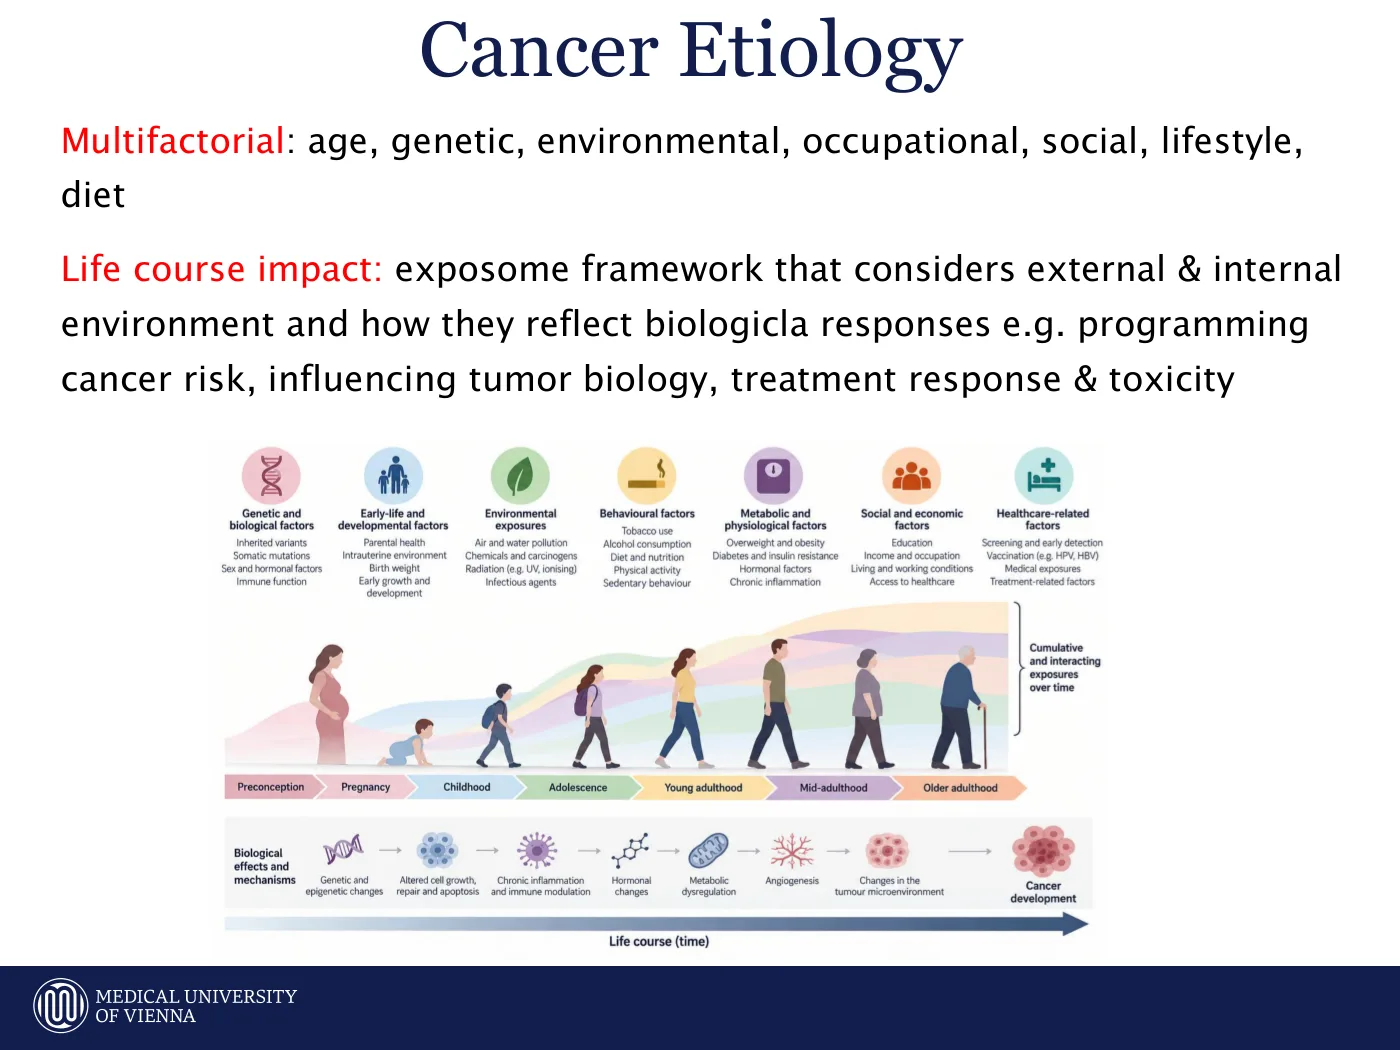 Cancer Etiology
Multifactorial: age, genetic, environmental, occupational, social, lifestyle,
diet
Life course impact: exposome framework that considers external & internal
environment and how they reflect biologicla responses e.g. programming
cancer risk, influencing tumor biology, treatment response & toxicity
Genetic and
biological factors
Inherited variants
Somatic mutations
Sex and hormonal factors
Immune function
Early-life and
developmental factors
Parental health
Intrauterine environment
Birth weight
Early growth and
development
Environmental
exposures
Air and water pollution
Chemicals and carcinogens
Radiation (e.g. UV, ionising)
Infectious agents
Behavioural factors
Tobacco use
Alcohol consumption
Diet and nutrition
Physical activity
Sedentary behaviour
Metabolic and
physiological factors
Overweight and obesity
Diabetes and insulin resistance
Hormonal factors
Chronic inflammation
Social and economic
factors
Education
Income and occupation
Living and working conditions
Access to healthcare
Healthcare-related
factors
Screening and early detection
Vaccination (e.g. HPV, HBV)
Medical exposures
Treatment-related factors
Cumulative
and interacting
exposures
over time
Preconception
Pregnancy
Childhood
Adolescence
Young adulthood
Mid-adulthood
Older adulthood
Biological
effects and
mechanisms
Genetic and
epigenetic changes
Altered cell growth,
repair and apoptosis
Chronic inflammation
and immune modulation
Hormonal
changes
Metabolic
dysregulation
Angiogenesis
Changes in the
tumour microenvironment
Cancer
development
Life course (time)
MEDICAL UNIVERSITY
OF VIENNA